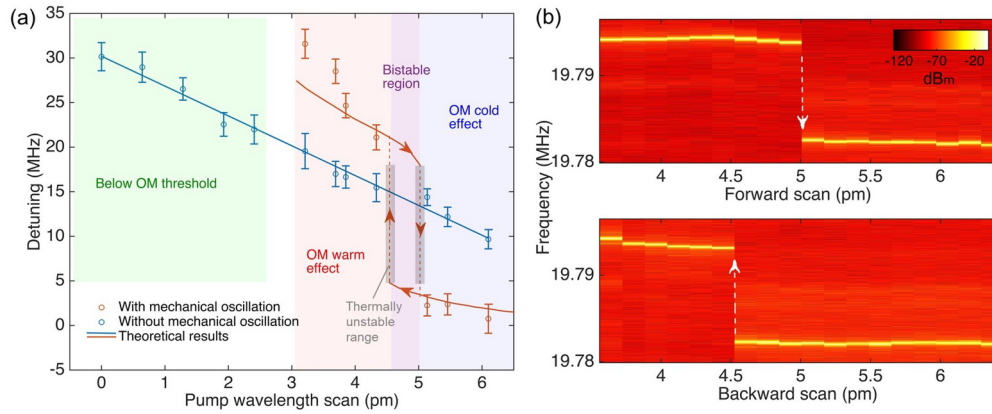 (a)
35
30
25
20
15
10
5
0
-5
Detuning (MHz)
Bistable
region
OM cold
effect
Below OM threshold
OM warm
effect
With mechanical oscillation
Without mechanical oscillation
Theoretical results
Thermally
unstable
range
0 1 2 3 4 5 6
Pump wavelength scan (pm)
(b)
-120 -70 -20
dBm
19.79
19.78
4 4.5 5 5.5 6
Forward scan (pm)
Frequency (MHz)
19.79
19.78
4 4.5 5 5.5 6
Backward scan (pm)